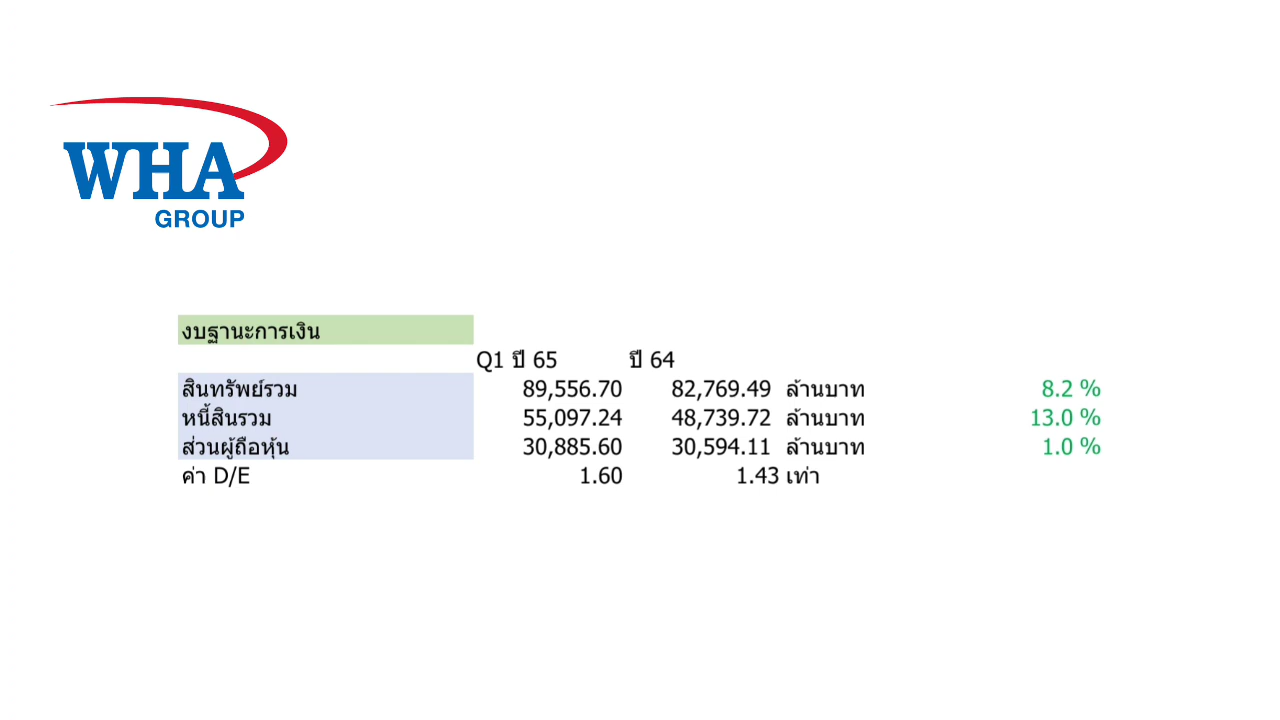 WHA
GROUP
งบฐานะการเงิน
Q1 ปี 65 ปี 64
สินทรัพย์รวม 89,556.70 82,769.49 ล้านบาท 8.2 %
หนี้สินรวม 55,097.24 48,739.72 ล้านบาท 13.0 %
ส่วนผู้ถือหุ้น 30,885.60 30,594.11 ล้านบาท 1.0 %
ค่า D/E 1.60 1.43 เท่า